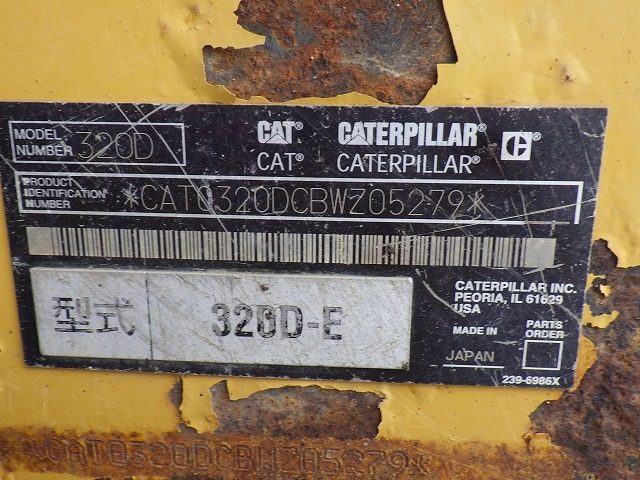 MODEL NUMBER 320D
CAT® CATERPILLAR® C®
CAT® CATERPILLAR®
PRODUCT IDENTIFICATION NUMBER *CAT0320DCBWZ05279*
型式 320D-E
CATERPILLAR INC.
PEORIA, IL 61629
USA
MADE IN JAPAN
PARTS ORDER
239-6986X
*CAT0320DCBWZ05279*